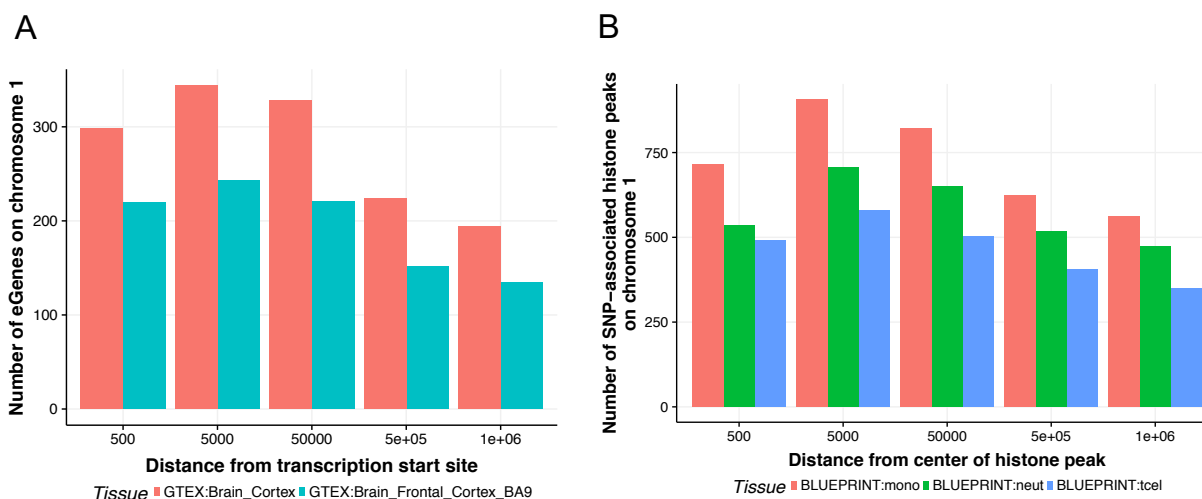 A
Number of eGenes on chromosome 1
300
200
100
0
500 5000 50000 5e+05 1e+06
Distance from transcription start site
Tissue GTEX:Brain_Cortex GTEX:Brain_Frontal_Cortex_BA9
B
Number of SNP−associated histone peaks
on chromosome 1
750
500
250
0
500 5000 50000 5e+05 1e+06
Distance from center of histone peak
Tissue BLUEPRINT:mono BLUEPRINT:neut BLUEPRINT:tcel